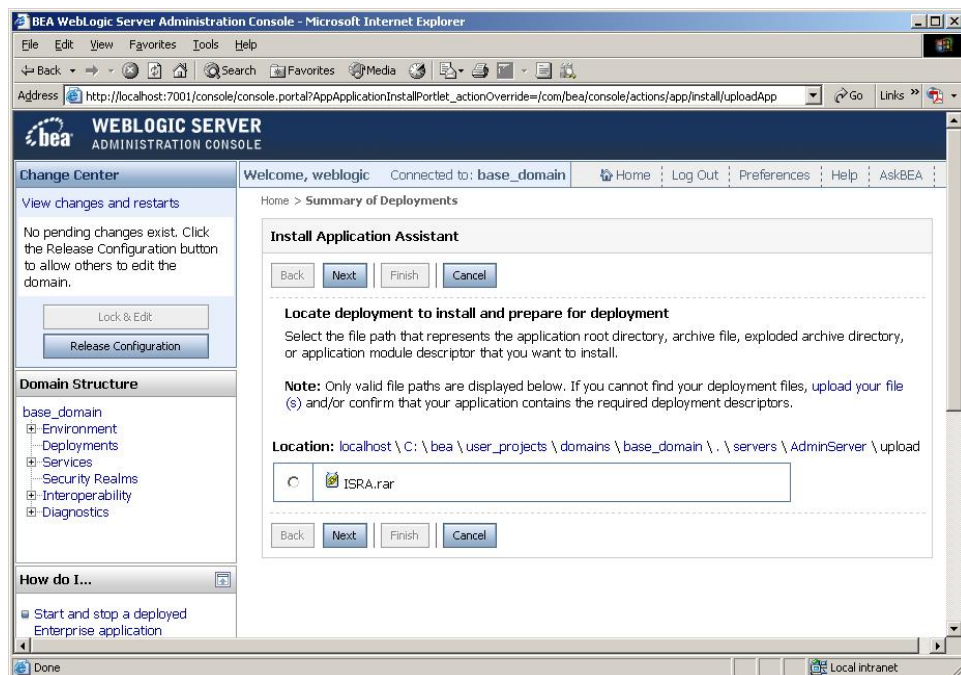 BEA WebLogic Server Administration Console - Microsoft Internet Explorer
File Edit View Favorites Tools Help
Back Search Favorites Media
Address http://localhost:7001/console/console.portal?AppApplicationInstallPortlet_actionOverride=/com/bea/console/actions/app/install/uploadApp Go Links »
bea WEBLOGIC SERVER
ADMINISTRATION CONSOLE
Change Center
View changes and restarts
No pending changes exist. Click
the Release Configuration button
to allow others to edit the
domain.
Lock & Edit
Release Configuration
Domain Structure
base_domain
Environment
Deployments
Services
Security Realms
Interoperability
Diagnostics
How do I...
Start and stop a deployed
Enterprise application
Welcome, weblogic Connected to: base_domain Home Log Out Preferences Help AskBEA
Home > Summary of Deployments
Install Application Assistant
Back Next Finish Cancel
Locate deployment to install and prepare for deployment
Select the file path that represents the application root directory, archive file, exploded archive directory,
or application module descriptor that you want to install.
Note: Only valid file paths are displayed below. If you cannot find your deployment files, upload your file
(s) and/or confirm that your application contains the required deployment descriptors.
Location: localhost \ C: \ bea \ user_projects \ domains \ base_domain \ . \ servers \ AdminServer \ upload
ISRA.rar
Back Next Finish Cancel
Done Local intranet